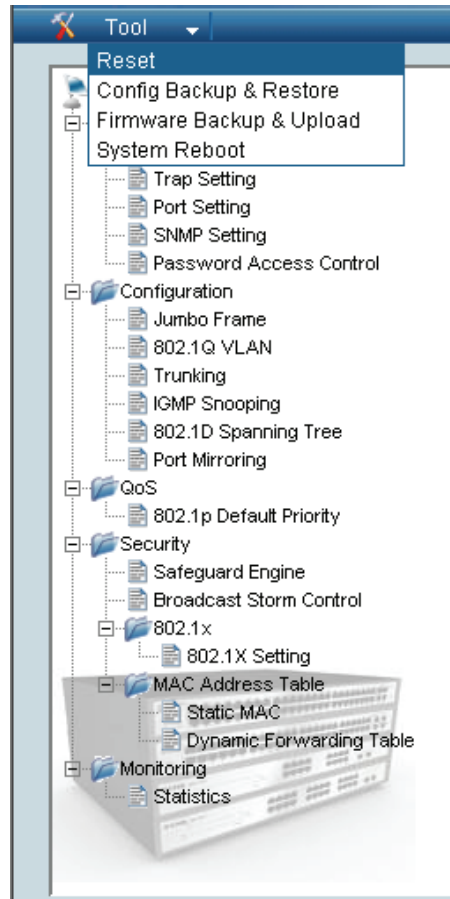 Tool
Reset
Config Backup & Restore
Firmware Backup & Upload
System Reboot
Trap Setting
Port Setting
SNMP Setting
Password Access Control
Configuration
Jumbo Frame
802.1Q VLAN
Trunking
IGMP Snooping
802.1D Spanning Tree
Port Mirroring
QoS
802.1p Default Priority
Security
Safeguard Engine
Broadcast Storm Control
802.1x
802.1X Setting
MAC Address Table
Static MAC
Dynamic Forwarding Table
Monitoring
Statistics